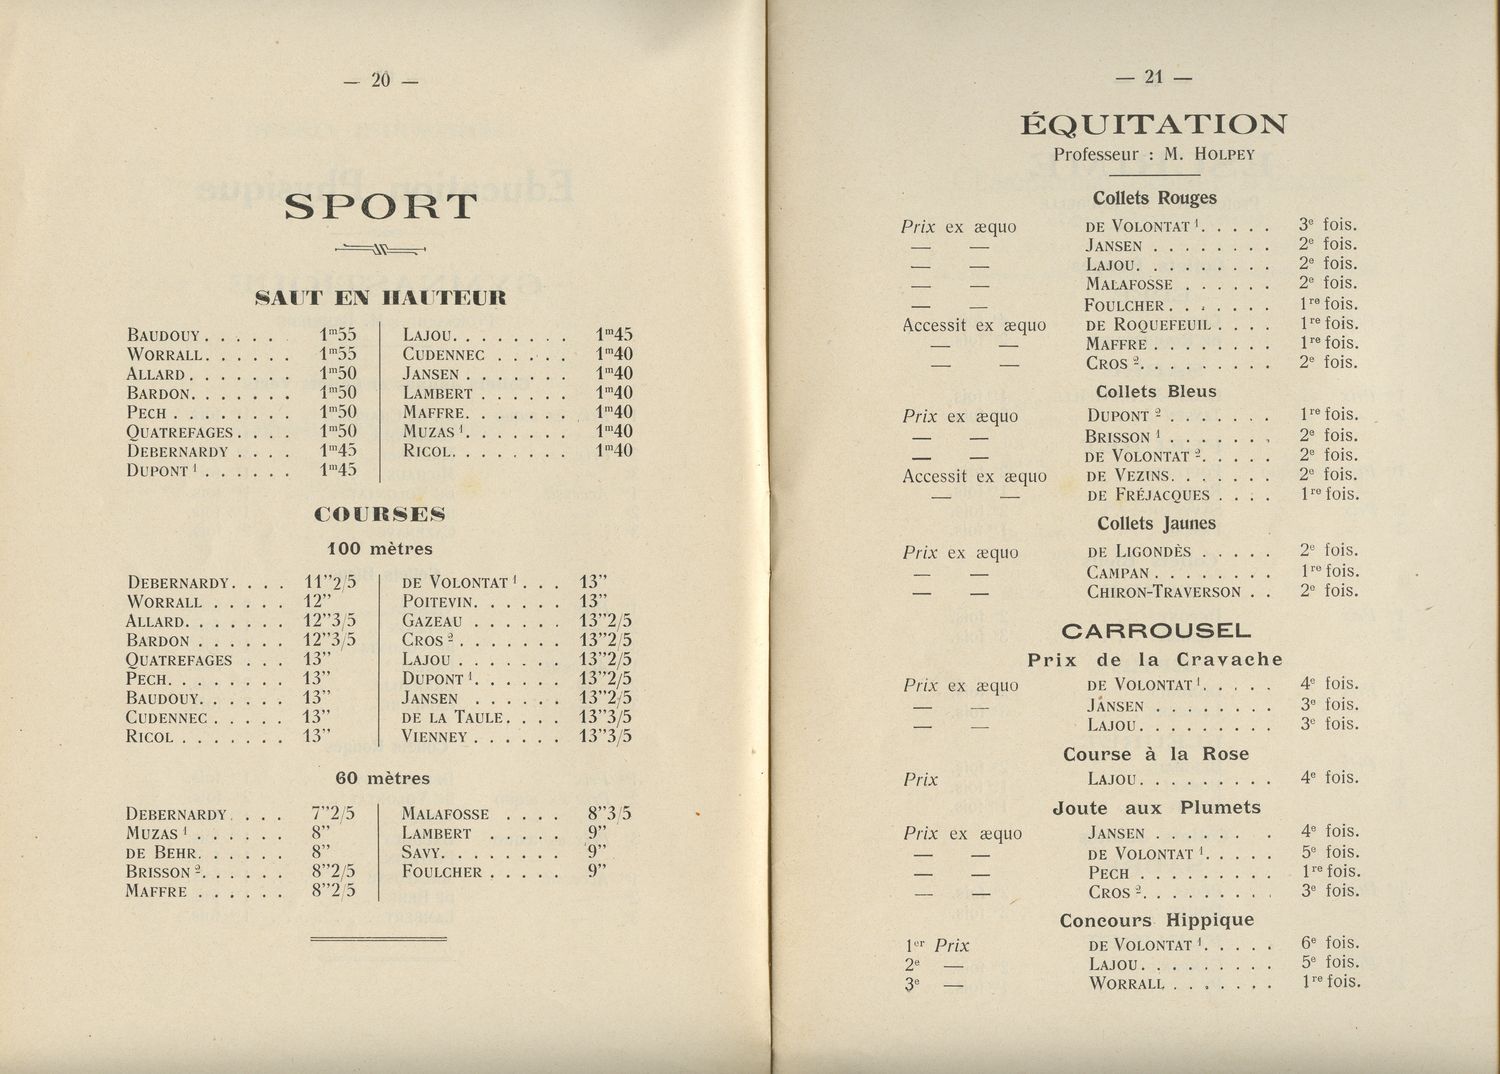 — 20 —
SPORT
SAUT EN HAUTEUR
BAUDOUY. . . . . 1m55
WORRALL. . . . . . 1m55
ALLARD. . . . . . . 1m50
BARDON. . . . . . . 1m50
PECH . . . . . . . . 1m50
QUATREFAGES. . . . 1m50
DEBERNARDY . . . . 1m45
DUPONT 1 . . . . . . 1m45
LAJOU. . . . . . . . 1m45
CUDENNEC . . . . . 1m40
JANSEN . . . . . . . 1m40
LAMBERT . . . . . . 1m40
MAFFRE. . . . . . . 1m40
MUZAS 1. . . . . . . 1m40
RICOL. . . . . . . . 1m40
COURSES
100 mètres
DEBERNARDY. . . . 11”2/5
WORRALL . . . . . 12”
ALLARD. . . . . . 12”3/5
BARDON . . . . . . 12”3/5
QUATREFAGES . . . 13”
PECH. . . . . . . . 13”
BAUDOUY. . . . . . 13”
CUDENNEC . . . . . 13”
RICOL . . . . . . . 13”
DE VOLONTAT 1 . . . 13”
POITEVIN. . . . . . 13”
GAZEAU . . . . . . 13”2/5
CROS 2 . . . . . . . 13”2/5
LAJOU . . . . . . . 13”2/5
DUPONT 1. . . . . . 13”2/5
JANSEN . . . . . . 13”2/5
DE LA TAULE. . . . 13”3/5
VIENNEY . . . . . . 13”3/5
60 mètres
DEBERNARDY. . . . 7”2/5
MUZAS 1 . . . . . . 8”
DE BEHR. . . . . . 8”
BRISSON 2. . . . . . 8”2/5
MAFFRE . . . . . . 8”2/5
MALAFOSSE . . . . 8”3/5
LAMBERT . . . . . 9”
SAVY. . . . . . . . 9”
FOULCHER . . . . . 9”
— 21 —
ÉQUITATION
Professeur : M. HOLPEY
Collets Rouges
Prix ex æquo DE VOLONTAT 1. . . . . 3e fois.
— — JANSEN . . . . . . . . 2e fois.
— — LAJOU. . . . . . . . . 2e fois.
— — MALAFOSSE . . . . . . 2e fois.
— — FOULCHER. . . . . . . 1re fois.
Accessit ex æquo DE ROQUEFEUIL . . . . 1re fois.
— — MAFFRE . . . . . . . . 1re fois.
— — CROS 2. . . . . . . . . 2e fois.
Collets Bleus
Prix ex æquo DUPONT 2 . . . . . . . 1re fois.
— — BRISSON 1 . . . . . . . 2e fois.
— — DE VOLONTAT 2. . . . . 2e fois.
Accessit ex æquo DE VEZINS. . . . . . . 2e fois.
— — DE FRÉJACQUES . . . . 1re fois.
Collets Jaunes
Prix ex æquo DE LIGONDÈS . . . . . 2e fois.
— — CAMPAN. . . . . . . . 1re fois.
— — CHIRON-TRAVERSON . . 2e fois.
CARROUSEL
Prix de la Cravache
Prix ex æquo DE VOLONTAT 1. . . . . 4e fois.
— — JANSEN . . . . . . . . 3e fois.
— — LAJOU. . . . . . . . . 3e fois.
Course à la Rose
Prix LAJOU. . . . . . . . . 4e fois.
Joute aux Plumets
Prix ex æquo JANSEN . . . . . . . 4e fois.
— — DE VOLONTAT 1. . . . . 5e fois.
— — PECH . . . . . . . . . 1re fois.
— — CROS 2. . . . . . . . . 3e fois.
Concours Hippique
1er Prix DE VOLONTAT 1. . . . . 6e fois.
2e — LAJOU. . . . . . . . . 5e fois.
3e — WORRALL . . . . . . . 1re fois.